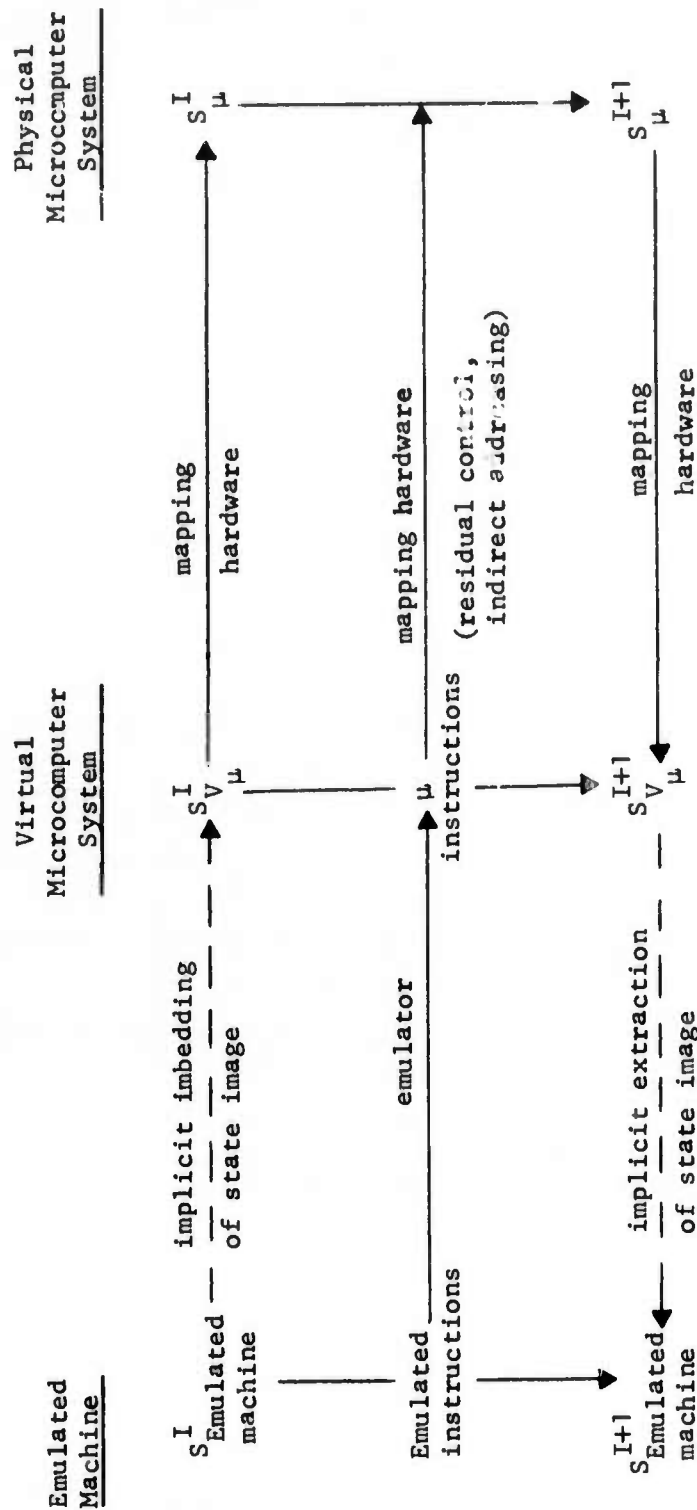 Emulated
Machine
Virtual
Microcomputer
System
Physical
Microccmputer
System
S^I Emulated
machine
implicit imbedding
of state image
S^I Vμ
mapping
hardware
S^I μ
Emulated
instructions
emulator
μ
instructions
mapping hardware
(residual control,
indirect addressing)
S^I+1 Emulated
machine
implicit extraction
of state image
S^I+1 Vμ
mapping
hardware
S^I+1 μ